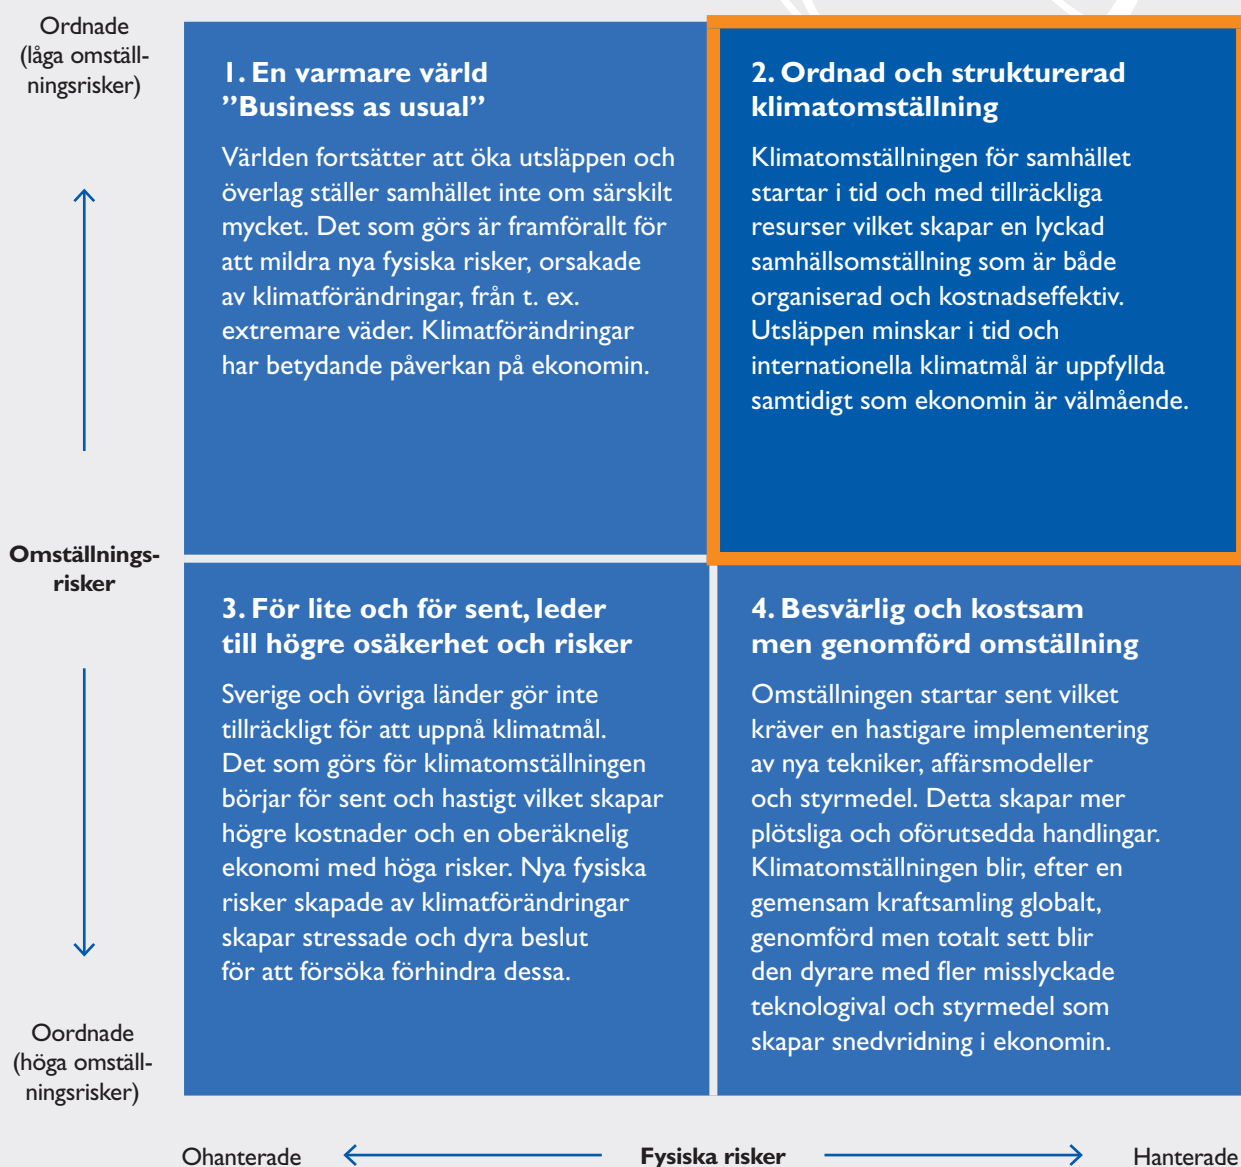 Ordnade
(låga omställ-
ningsrisker)
1. En varmare värld
”Business as usual”
Världen fortsätter att öka utsläppen och
överlag ställer samhället inte om särskilt
mycket. Det som görs är framförallt för
att mildra nya fysiska risker, orsakade
av klimatförändringar, från t. ex.
extremare väder. Klimatförändringar
har betydande påverkan på ekonomin.
2. Ordnad och strukturerad
klimatomställning
Klimatomställningen för samhället
startar i tid och med tillräckliga
resurser vilket skapar en lyckad
samhällsomställning som är både
organiserad och kostnadseffektiv.
Utsläppen minskar i tid och
internationella klimatmål är uppfyllda
samtidigt som ekonomin är välmående.
Omställnings-
risker
3. För lite och för sent, leder
till högre osäkerhet och risker
Sverige och övriga länder gör inte
tillräckligt för att uppnå klimatmål.
Det som görs för klimatomställningen
börjar för sent och hastigt vilket skapar
högre kostnader och en oberäknelig
ekonomi med höga risker. Nya fysiska
risker skapade av klimatförändringar
skapar stressade och dyra beslut
för att försöka förhindra dessa.
4. Besvärlig och kostsam
men genomförd omställning
Omställningen startar sent vilket
kräver en hastigare implementering
av nya tekniker, affärsmodeller
och styrmedel. Detta skapar mer
plötsliga och oförutsedda handlingar.
Klimatomställningen blir, efter en
gemensam kraftsamling globalt,
genomförd men totalt sett blir
den dyrare med fler misslyckade
teknologival och styrmedel som
skapar snedvridning i ekonomin.
Oordnade
(höga omställ-
ningsrisker)
Ohanterade Fysiska risker Hanterade